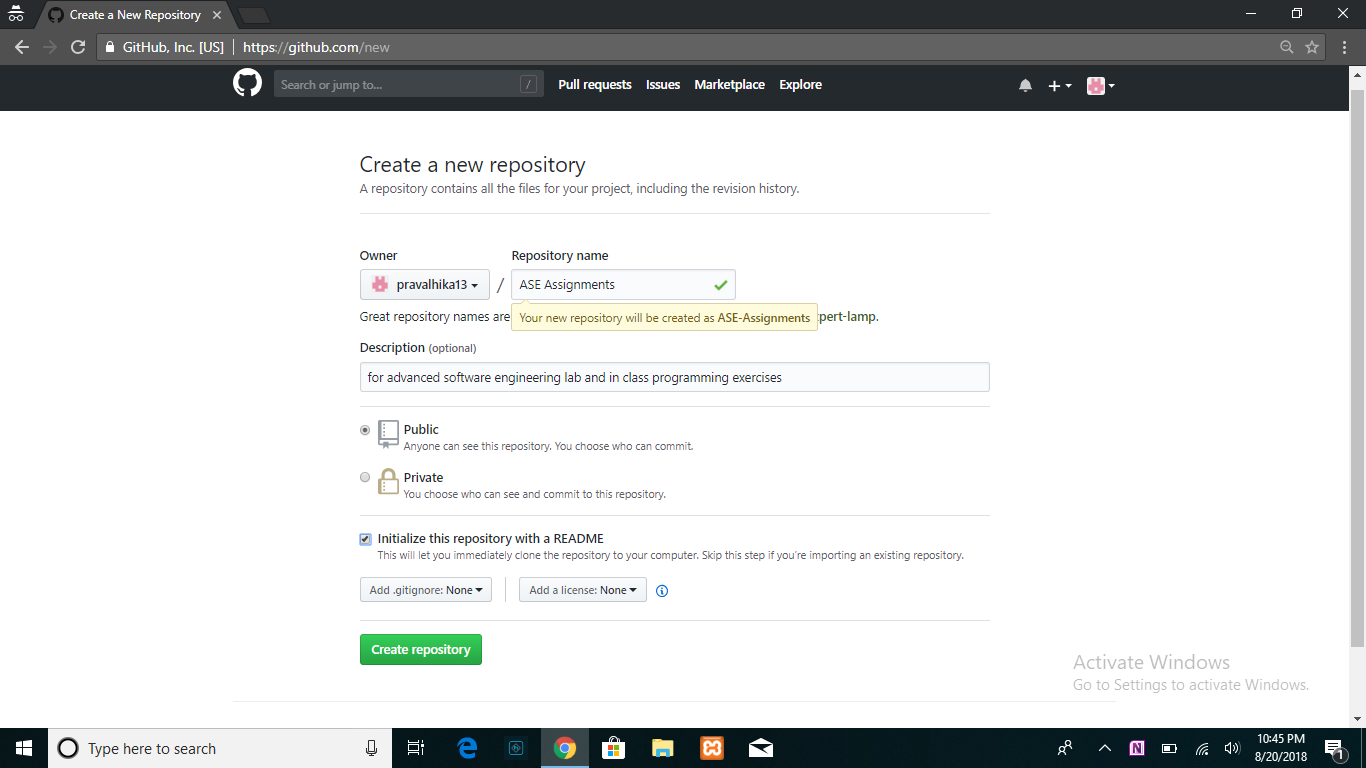 Create a New Repository
GitHub, Inc. [US] | https://github.com/new
Search or jump to... / Pull requests Issues Marketplace Explore
Create a new repository
A repository contains all the files for your project, including the revision history.
Owner Repository name
pravalhika13 / ASE Assignments
Great repository names are
Your new repository will be created as ASE-Assignments
pert-lamp.
Description (optional)
for advanced software engineering lab and in class programming exercises
Public
Anyone can see this repository. You choose who can commit.
Private
You choose who can see and commit to this repository.
Initialize this repository with a README
This will let you immediately clone the repository to your computer. Skip this step if you're importing an existing repository.
Add .gitignore: None Add a license: None
Create repository
Activate Windows
Go to Settings to activate Windows.
Type here to search
N
10:45 PM
8/20/2018
1